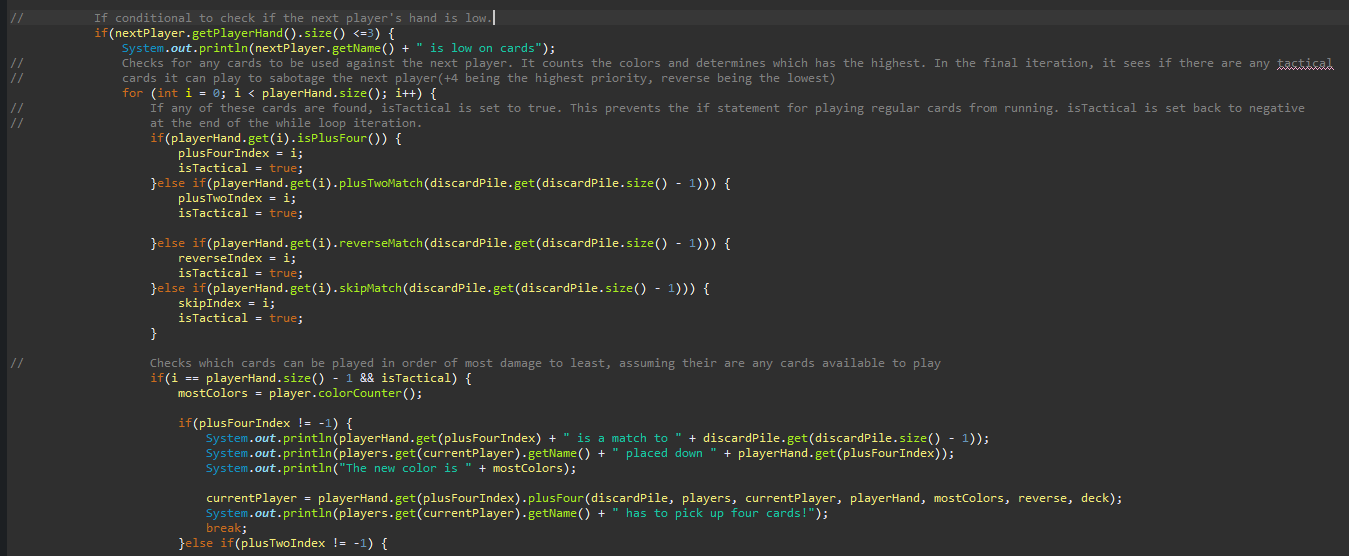 //          If conditional to check if the next player's hand is low.
            if(nextPlayer.getPlayerHand().size() <=3) {
                System.out.println(nextPlayer.getName() + " is low on cards");
//              Checks for any cards to be used against the next player. It counts the colors and determines which has the highest. In the final iteration, it sees if there are any tactical
//              cards it can play to sabotage the next player(+4 being the highest priority, reverse being the lowest)
                for (int i = 0; i < playerHand.size(); i++) {
//                  If any of these cards are found, isTactical is set to true. This prevents the if statement for playing regular cards from running. isTactical is set back to negative
//                  at the end of the while loop iteration.
                    if(playerHand.get(i).isPlusFour()) {
                        plusFourIndex = i;
                        isTactical = true;
                    }else if(playerHand.get(i).plusTwoMatch(discardPile.get(discardPile.size() - 1))) {
                        plusTwoIndex = i;
                        isTactical = true;

                    }else if(playerHand.get(i).reverseMatch(discardPile.get(discardPile.size() - 1))) {
                        reverseIndex = i;
                        isTactical = true;
                    }else if(playerHand.get(i).skipMatch(discardPile.get(discardPile.size() - 1))) {
                        skipIndex = i;
                        isTactical = true;
                    }

//                  Checks which cards can be played in order of most damage to least, assuming their are any cards available to play
                    if(i == playerHand.size() - 1 && isTactical) {
                        mostColors = player.colorCounter();

                        if(plusFourIndex != -1) {
                            System.out.println(playerHand.get(plusFourIndex) + " is a match to " + discardPile.get(discardPile.size() - 1));
                            System.out.println(players.get(currentPlayer).getName() + " placed down " + playerHand.get(plusFourIndex));
                            System.out.println("The new color is " + mostColors);

                            currentPlayer = playerHand.get(plusFourIndex).plusFour(discardPile, players, currentPlayer, playerHand, mostColors, reverse, deck);
                            System.out.println(players.get(currentPlayer).getName() + " has to pick up four cards!");
                            break;
                        }else if(plusTwoIndex != -1) {